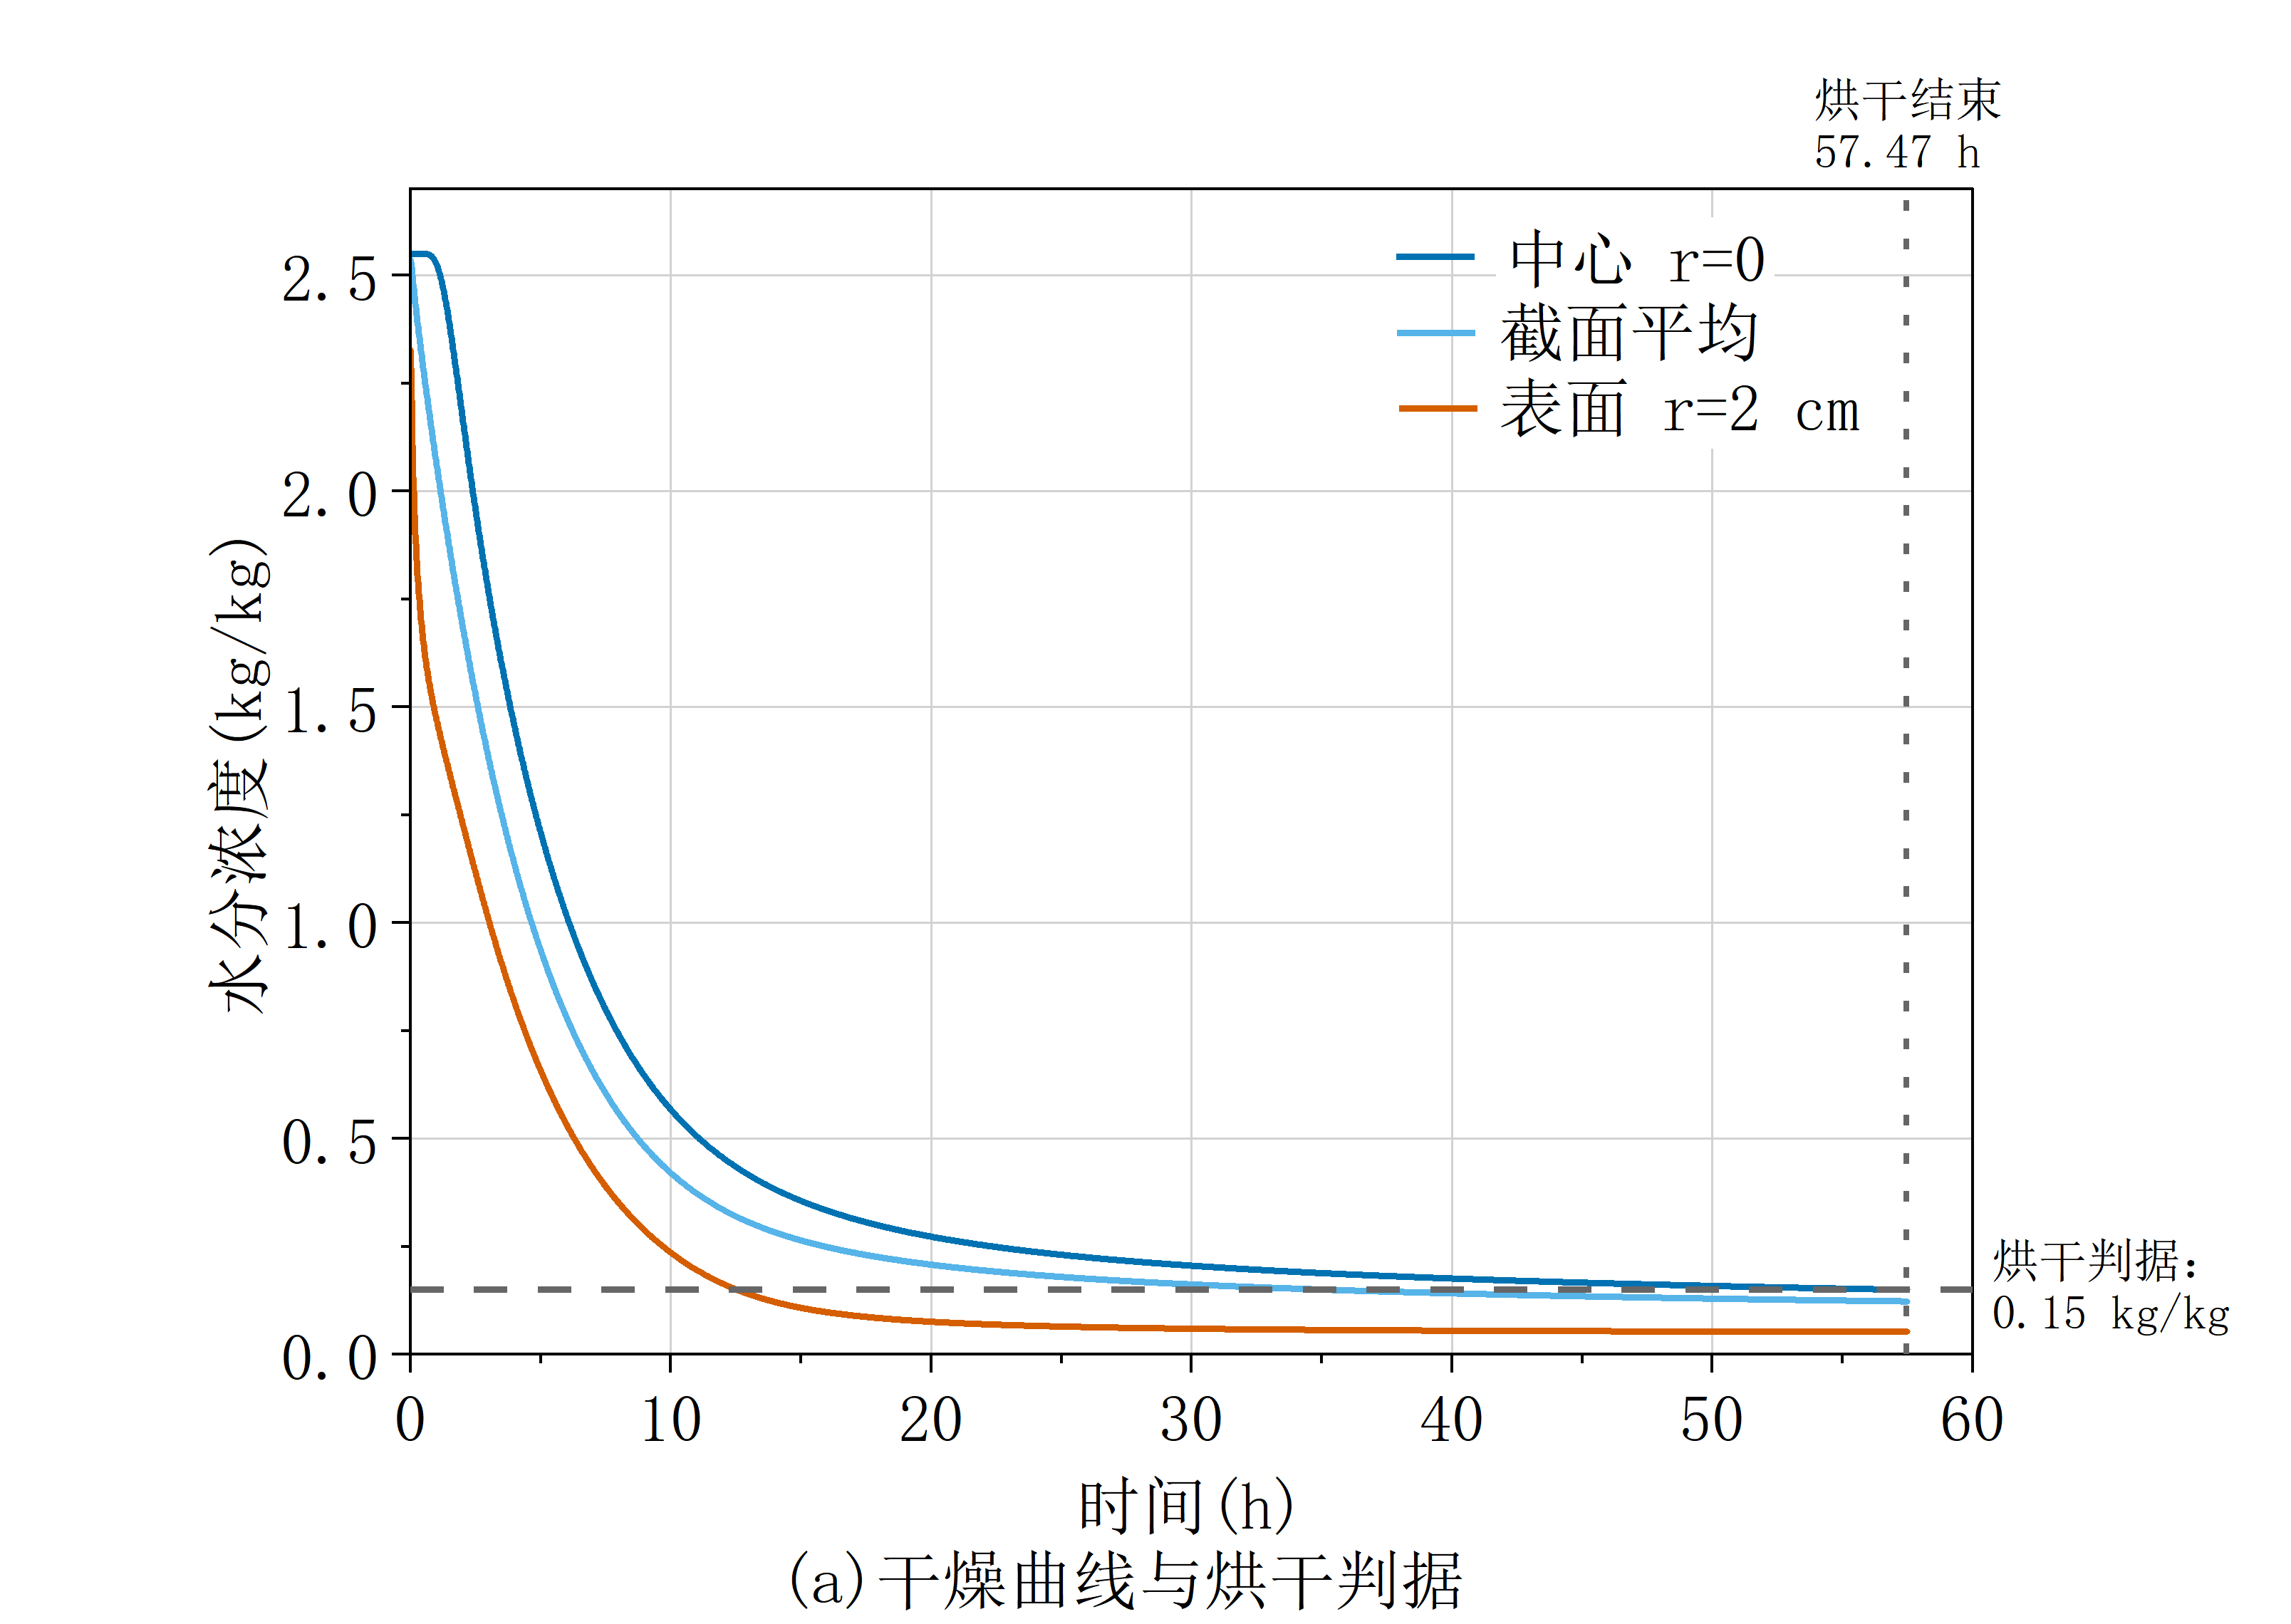 烘干结束
57.47 h
中心 r=0
截面平均
表面 r=2 cm
2.5
2.0
1.5
1.0
0.5
0.0
水分浓度(kg/kg)
烘干判据:
0.15 kg/kg
0 10 20 30 40 50 60
时间(h)
(a)干燥曲线与烘干判据